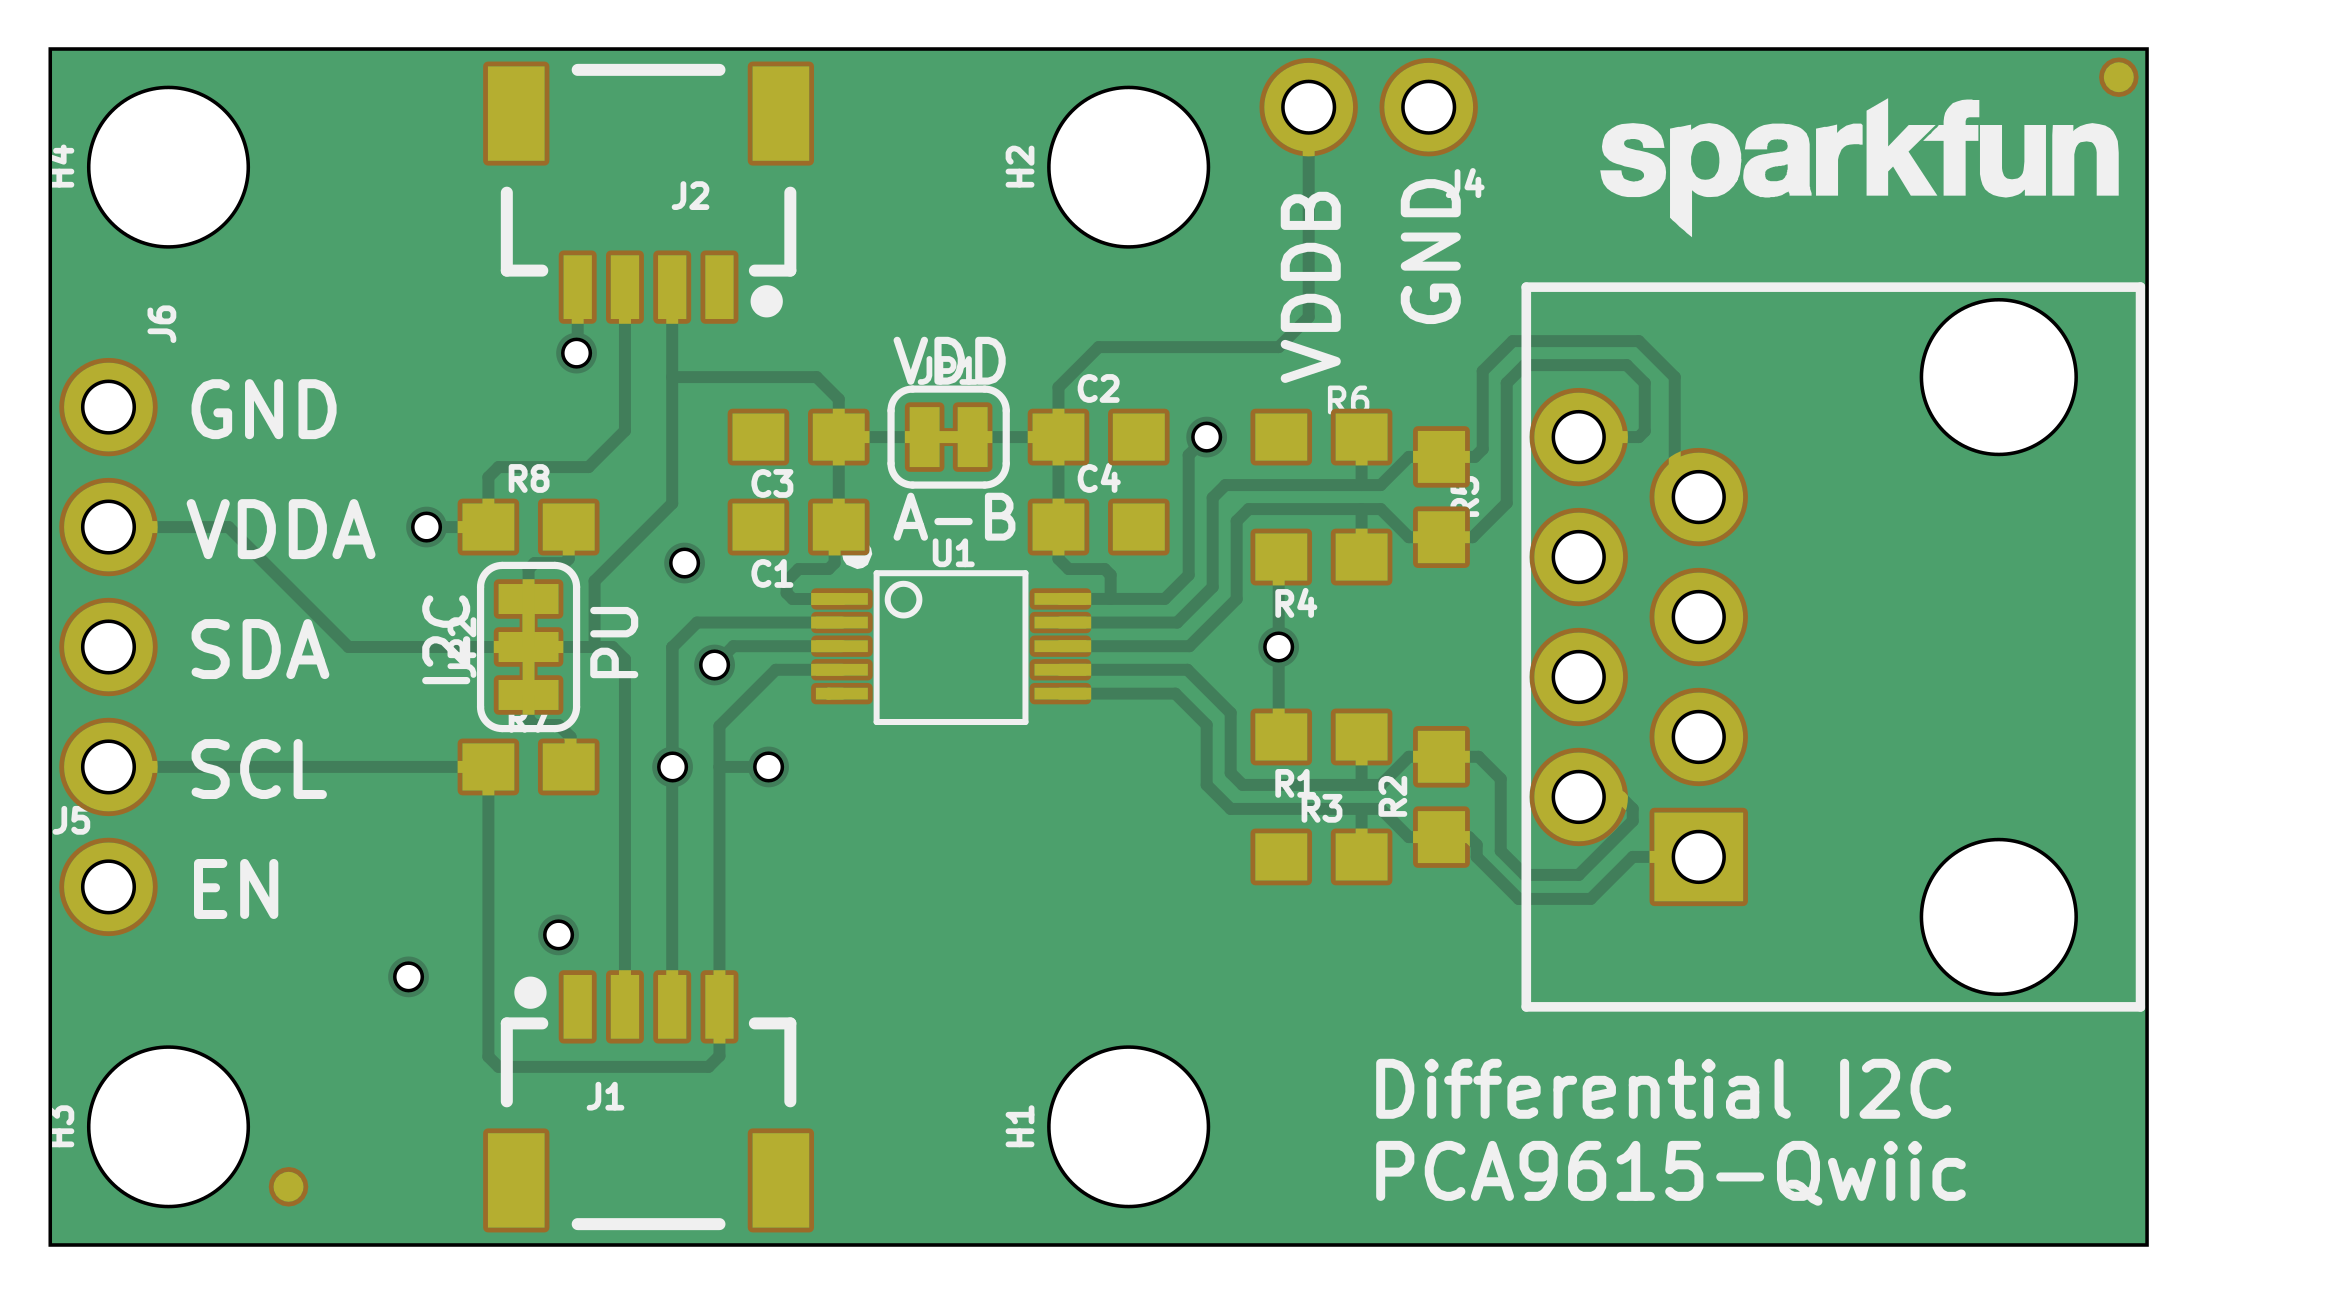 sparkfun
H4
J2
H2
VDDB
GND
J4
J6
GND
VDD
JP1
C2
R6
C3
C4
R8
VDDA
A-B
R5
U1
C1
R4
I2C
JP2
PU
SDA
R7
SCL
R1
R3
R2
J5
EN
H3
J1
H1
Differential I2C
PCA9615-Qwiic